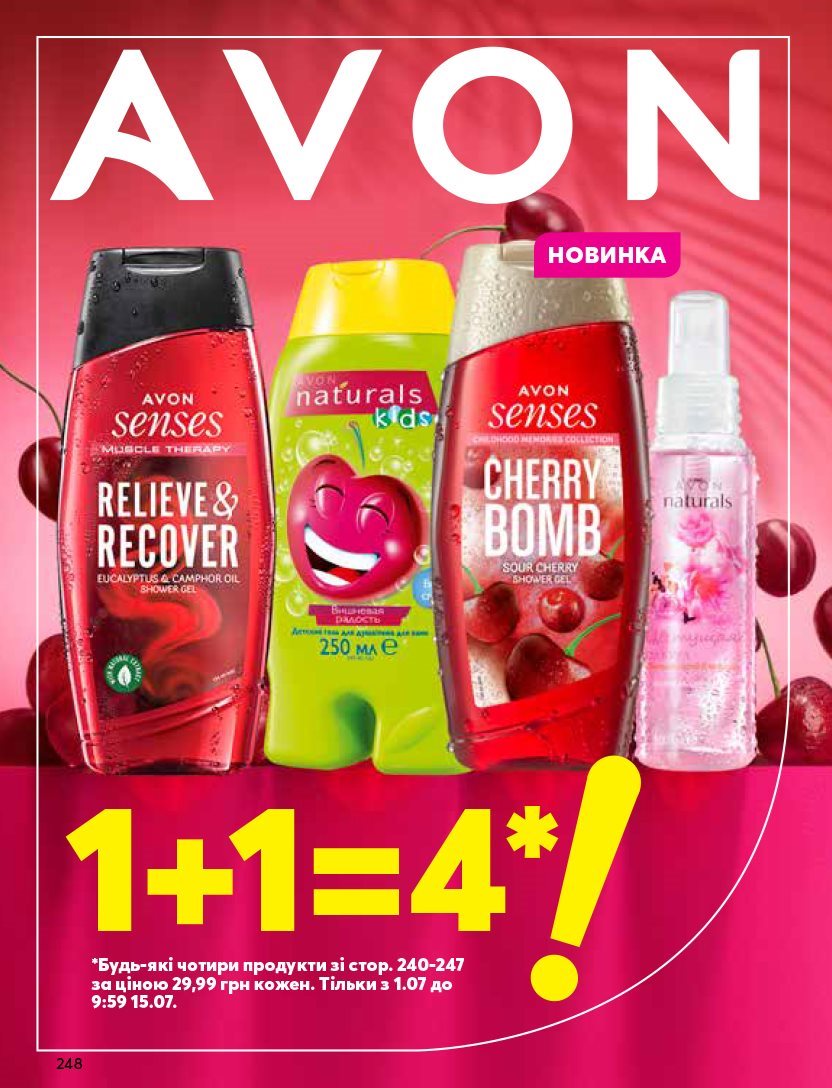 AVON
НОВИНКА
AVON
senses
MUSCLE THERAPY
RELIEVE &
RECOVER
EUCALYPTUS & CAMPHOR OIL
SHOWER GEL
WITH NATURAL EXTRACT
AVON
naturals
kids
Вишневая
радость
250 МЛ e
AVON
senses
CHILDHOOD MEMORIES COLLECTION
CHERRY
BOMB
SOUR CHERRY
SHOWER GEL
AVON
naturals
1+1=4*!
*Будь-які чотири продукти зі стор. 240-247
за ціною 29,99 грн кожен. Тільки з 1.07 до
9:59 15.07.
248